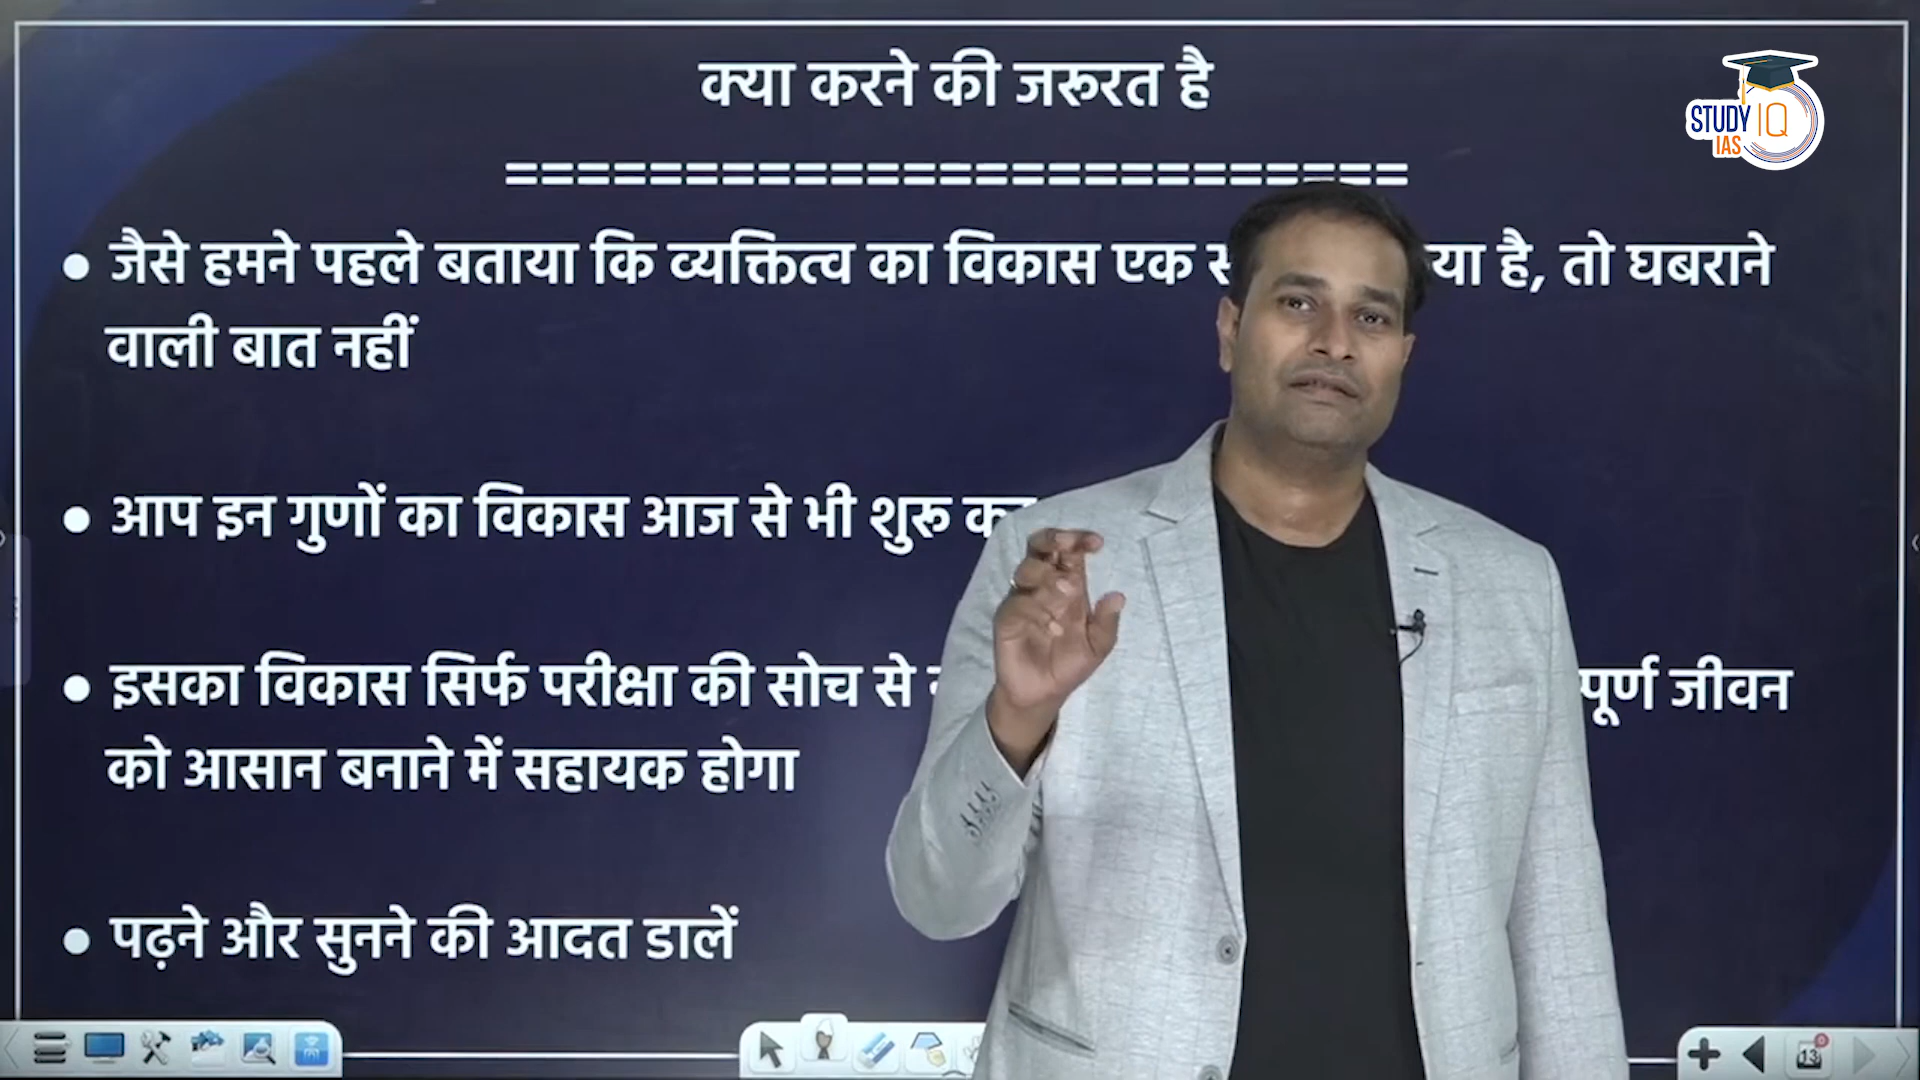 क्या करने की जरूरत है
STUDY IQ
IAS
=========================
जैसे हमने पहले बताया कि व्यक्तित्व का विकास एक है, तो घबराने
वाली बात नहीं
आप इन गुणों का विकास आज से भी शुरू
इसका विकास सिर्फ परीक्षा की सोच से पूर्ण जीवन
को आसान बनाने में सहायक होगा
पढ़ने और सुनने की आदत डालें
13